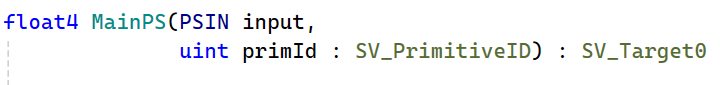 float4 MainPS(PSIN input,
uint primId : SV_PrimitiveID) : SV_Target0